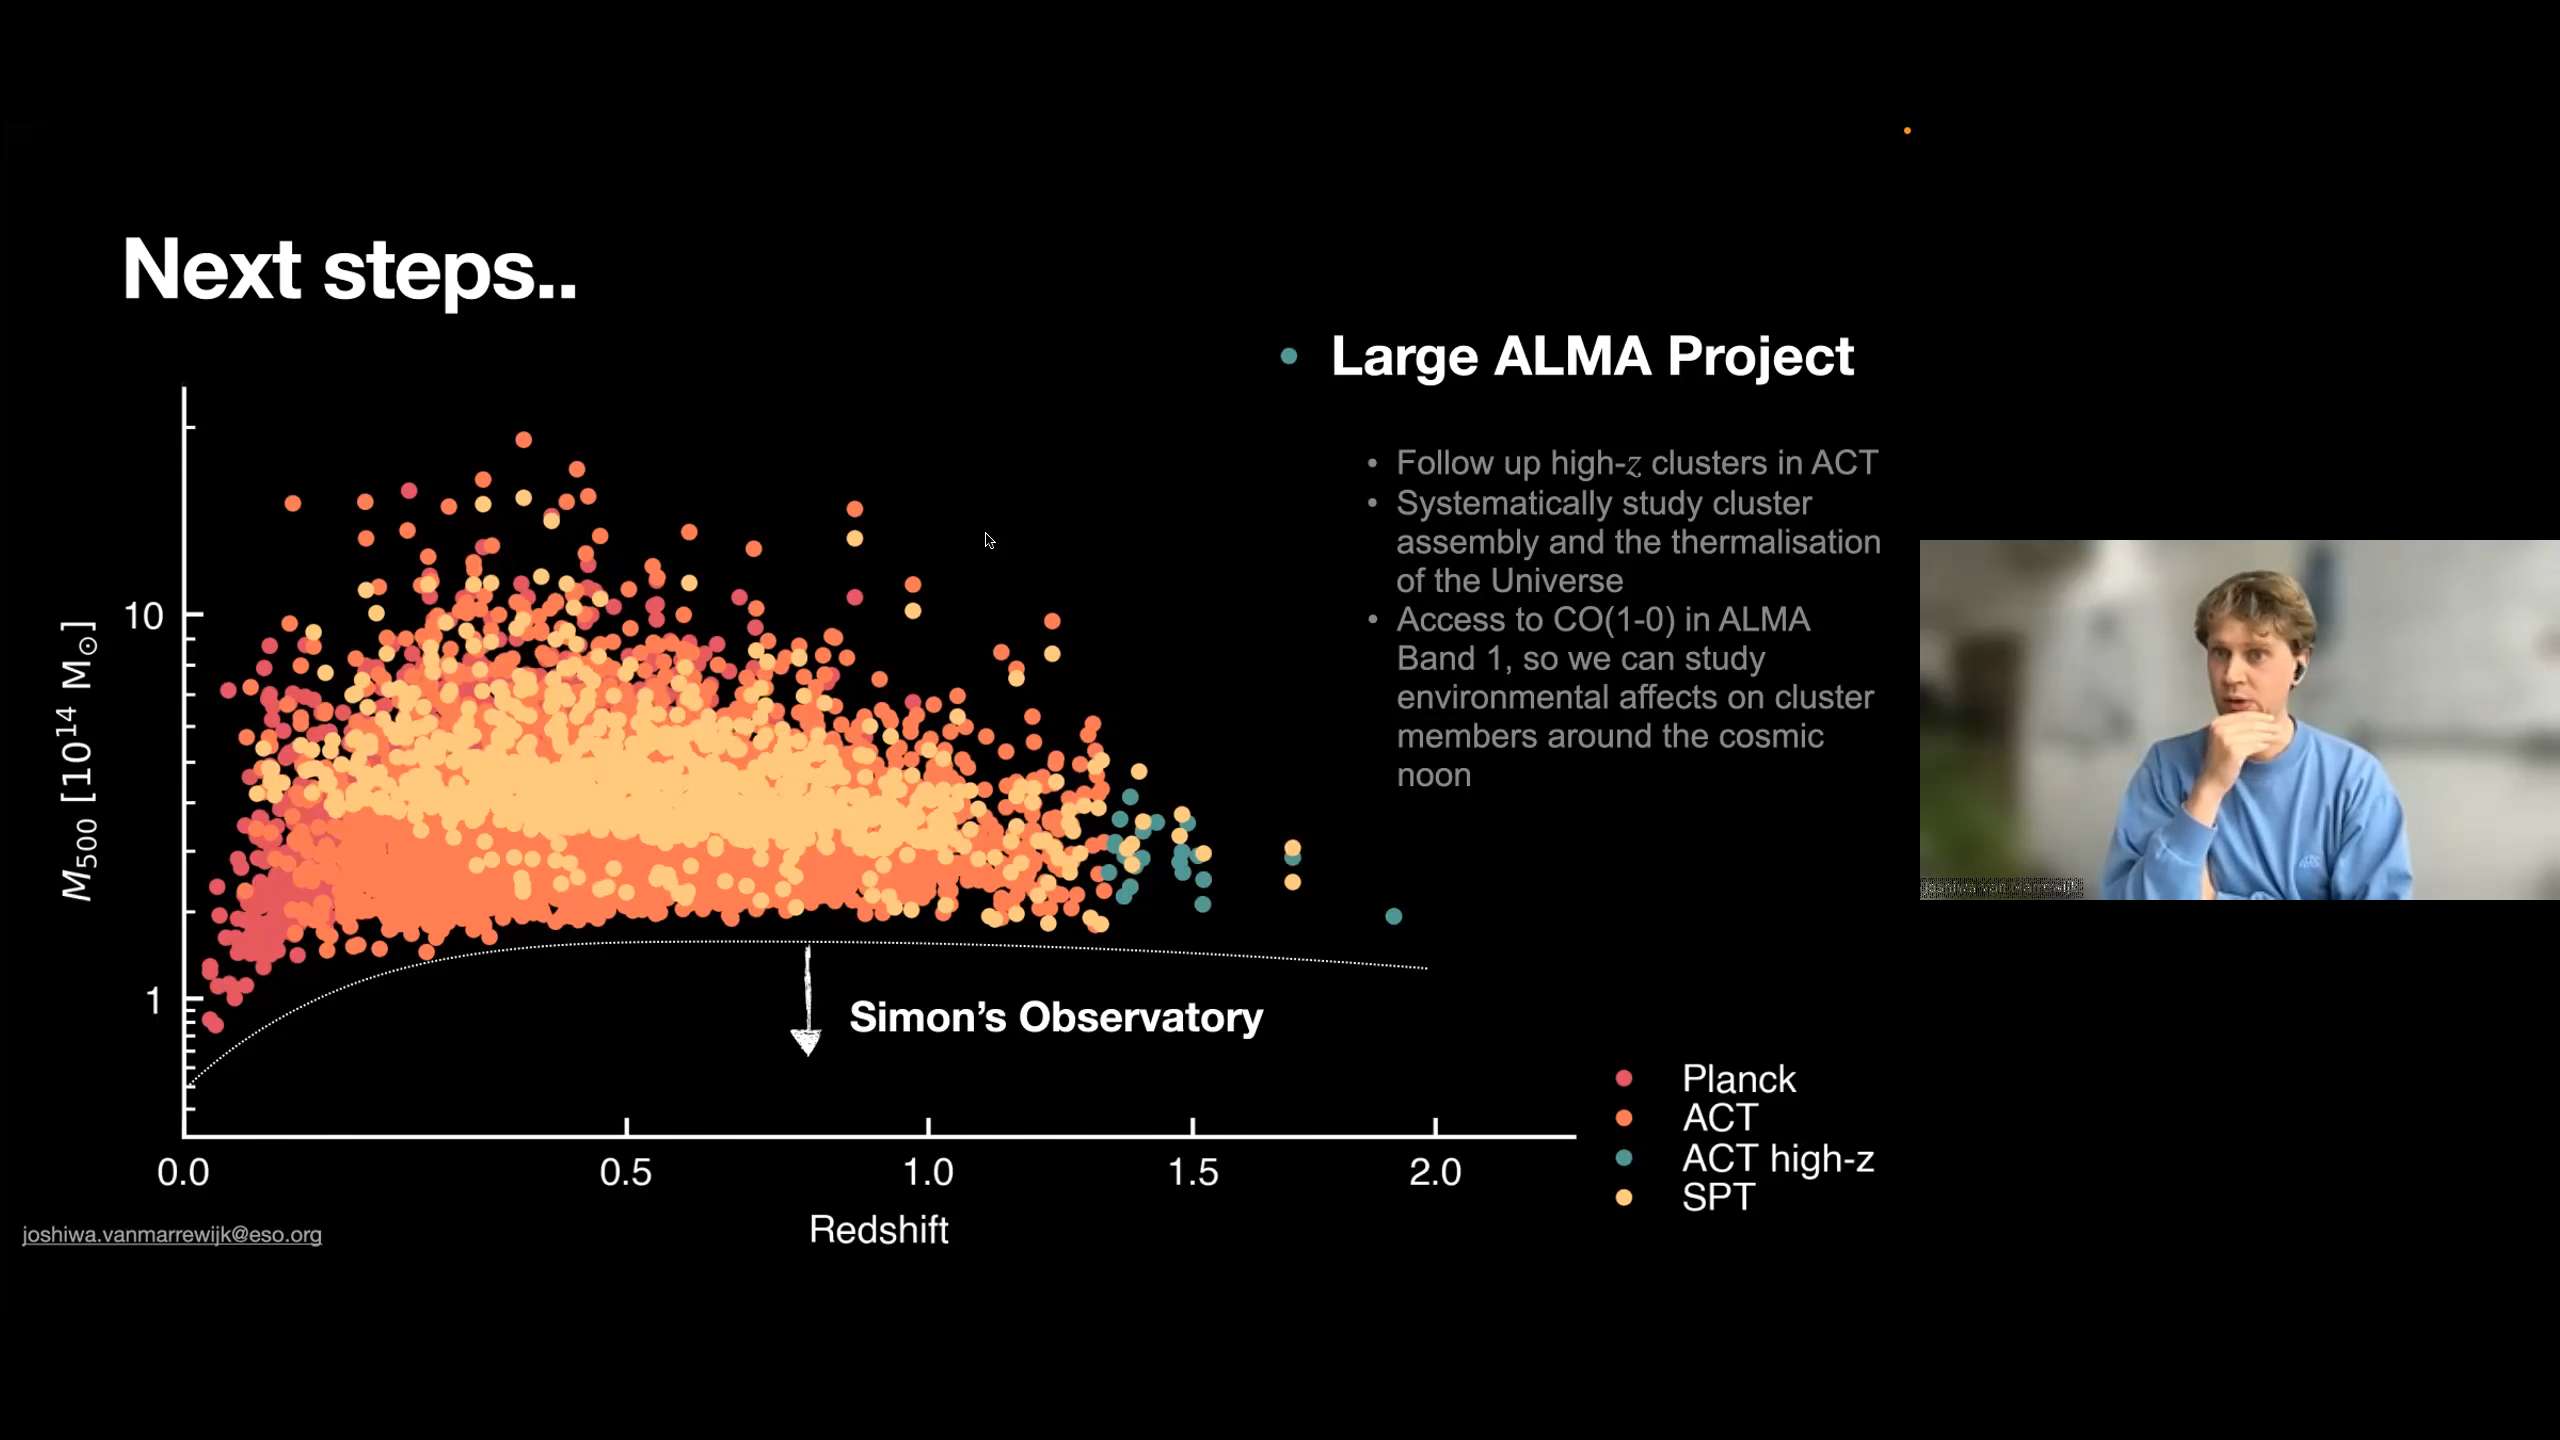 Next steps..
Large ALMA Project
• Follow up high-z clusters in ACT
• Systematically study cluster
assembly and the thermalisation
of the Universe
• Access to CO(1-0) in ALMA
Band 1, so we can study
environmental affects on cluster
members around the cosmic
noon
M500 [10^14 M⊙]
10
1
Simon's Observatory
0.0 0.5 1.0 1.5 2.0
Redshift
Planck
ACT
ACT high-z
SPT
joshiwa.vanmarrewijk@eso.org
joshiwa van marrewijk